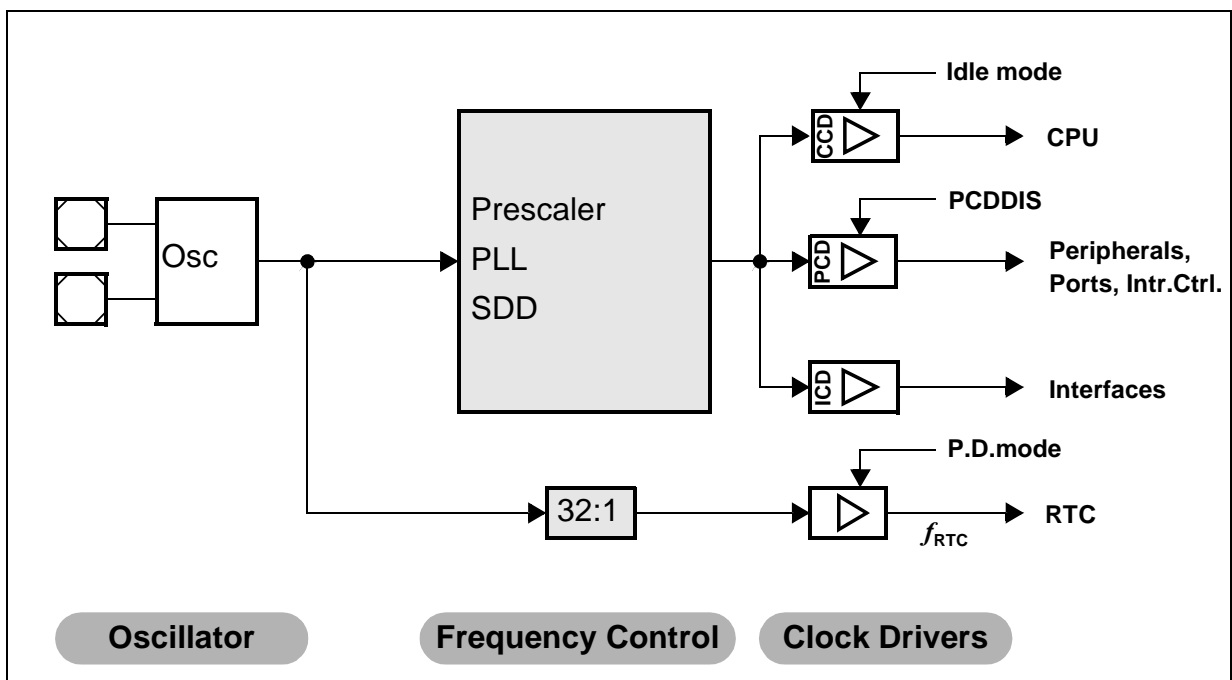 Idle mode
CCD
CPU
PCDDIS
Prescaler
Osc
PLL
PCD
Peripherals,
Ports, Intr.Ctrl.
SDD
ICD
Interfaces
P.D.mode
32:1
RTC
fRTC
Oscillator
Frequency Control
Clock Drivers